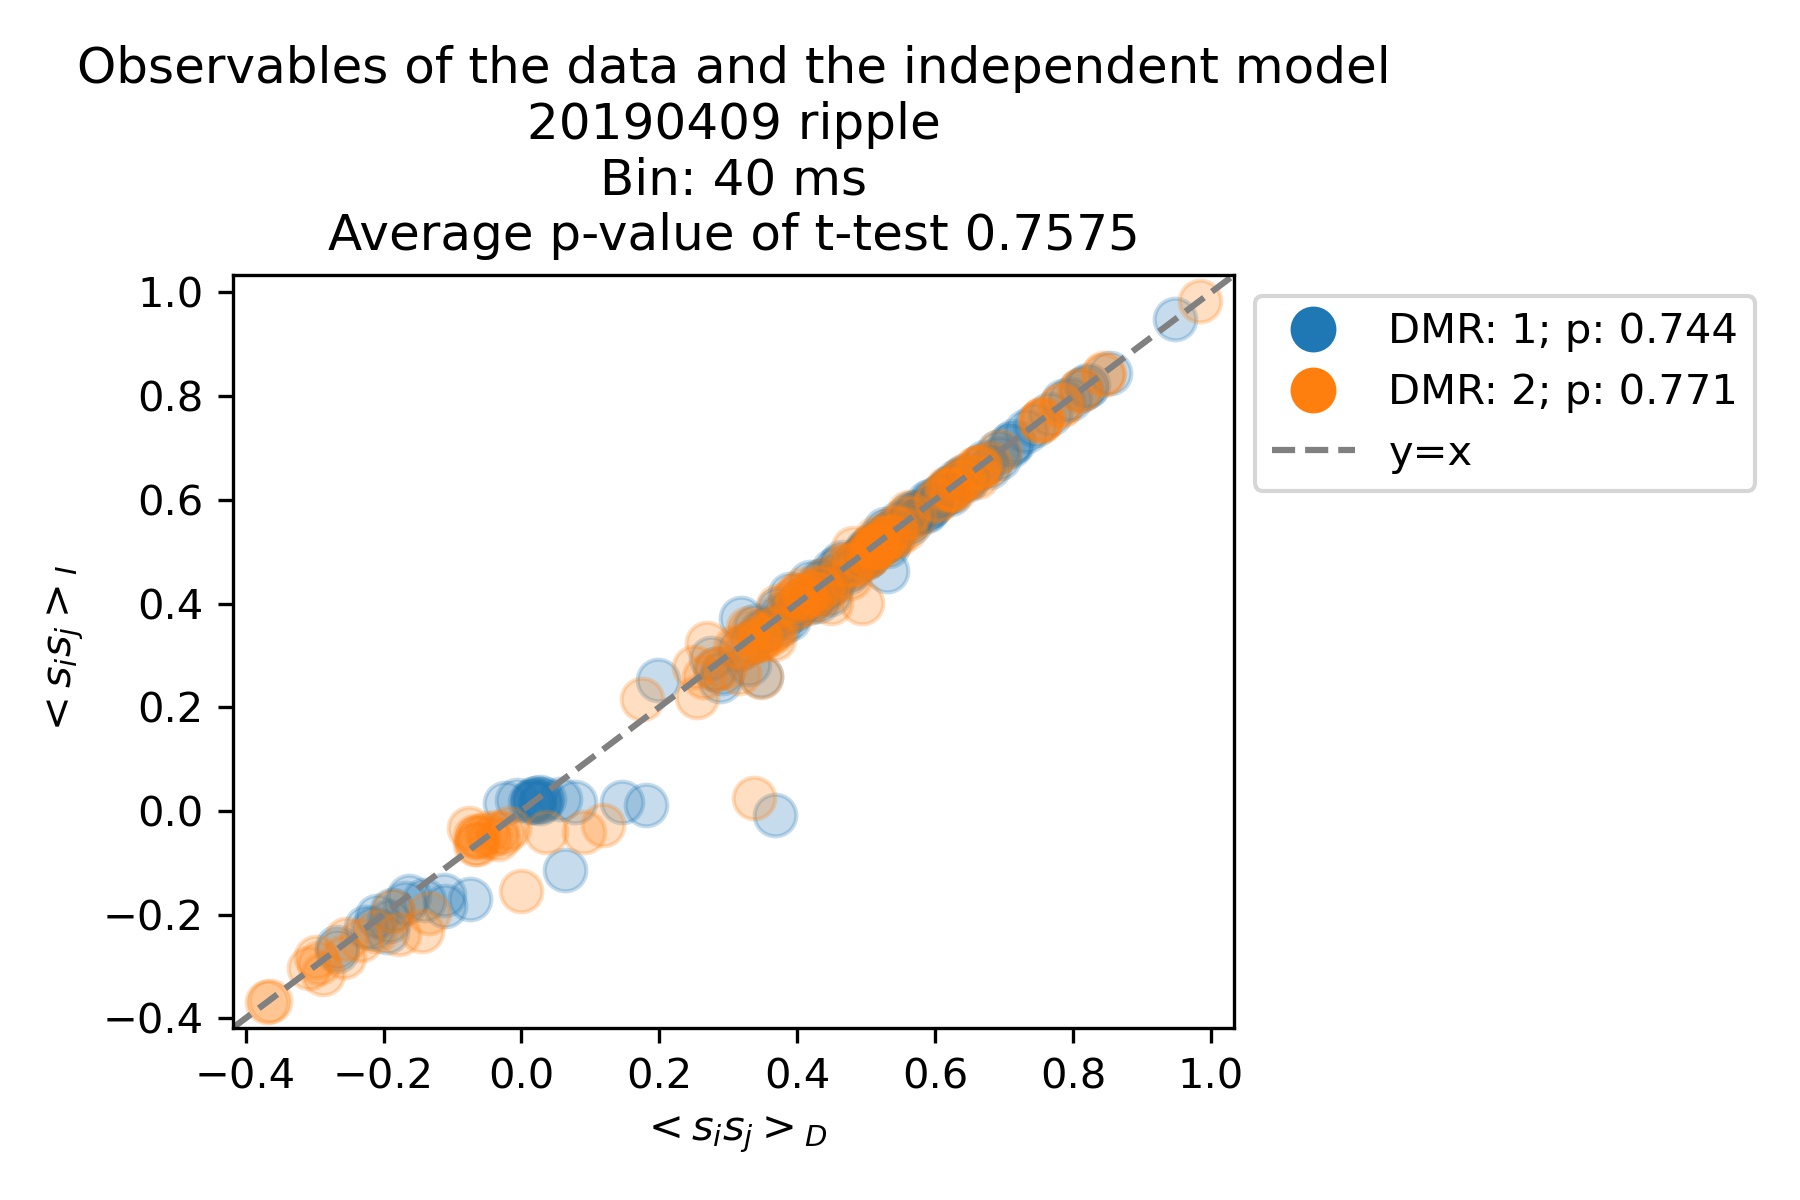 Observables of the data and the independent model
20190409 ripple
Bin: 40 ms
Average p-value of t-test 0.7575
1.0
0.8
0.6
0.4
0.2
0.0
−0.2
−0.4
< s_i s_j >_I
−0.4 −0.2 0.0 0.2 0.4 0.6 0.8 1.0
< s_i s_j >_D
DMR: 1; p: 0.744
DMR: 2; p: 0.771
y=x